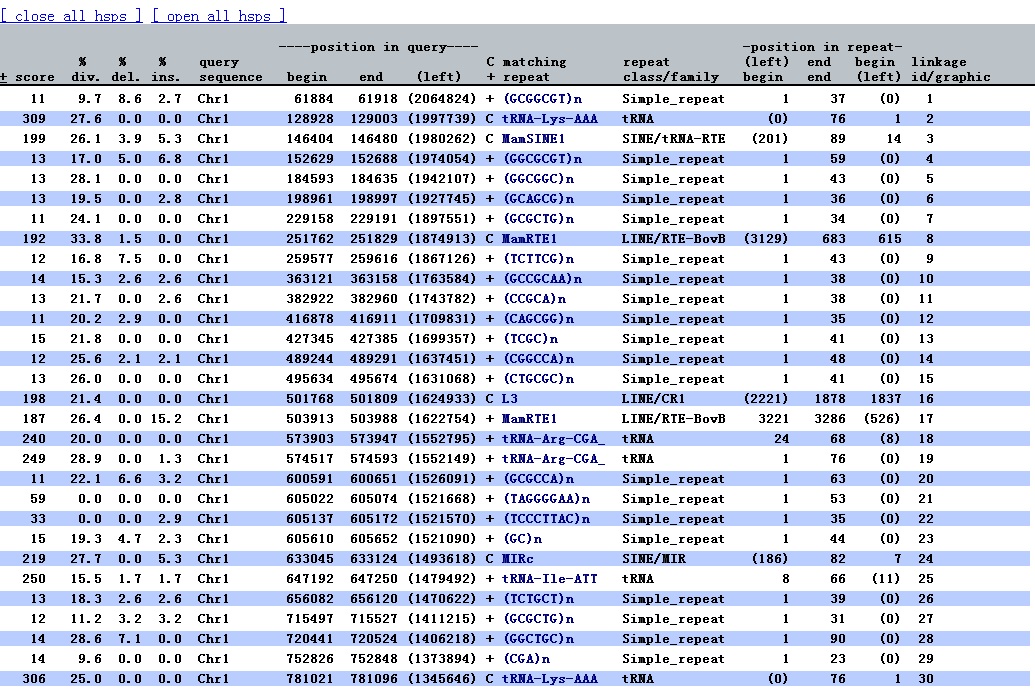 [ close all hsps ] [ open all hsps ]
----position in query---- -position in repeat-
% % % query C matching repeat (left) end begin linkage
+ score div. del. ins. sequence begin end (left) + repeat class/family begin end (left) id/graphic
11 9.7 8.6 2.7 Chr1 61884 61918 (2064824) + (GCGGCGT)n Simple_repeat 1 37 (0) 1
309 27.6 0.0 0.0 Chr1 128928 129003 (1997739) C tRNA-Lys-AAA tRNA (0) 76 1 2
199 26.1 3.9 5.3 Chr1 146404 146480 (1980262) C MamSINE1 SINE/tRNA-RTE (201) 89 14 3
13 17.0 5.0 6.8 Chr1 152629 152688 (1974054) + (GGCGCGT)n Simple_repeat 1 59 (0) 4
13 28.1 0.0 0.0 Chr1 184593 184635 (1942107) + (GGCGGC)n Simple_repeat 1 43 (0) 5
13 19.5 0.0 2.8 Chr1 198961 198997 (1927745) + (GCAGCG)n Simple_repeat 1 36 (0) 6
11 24.1 0.0 0.0 Chr1 229158 229191 (1897551) + (GCGCTG)n Simple_repeat 1 34 (0) 7
192 33.8 1.5 0.0 Chr1 251762 251829 (1874913) C MamRTE1 LINE/RTE-BovB (3129) 683 615 8
12 16.8 7.5 0.0 Chr1 259577 259616 (1867126) + (TCTTCG)n Simple_repeat 1 43 (0) 9
14 15.3 2.6 2.6 Chr1 363121 363158 (1763584) + (GCCGCAA)n Simple_repeat 1 38 (0) 10
13 21.7 0.0 2.6 Chr1 382922 382960 (1743782) + (CCGCA)n Simple_repeat 1 38 (0) 11
11 20.2 2.9 0.0 Chr1 416878 416911 (1709831) + (CAGCGG)n Simple_repeat 1 35 (0) 12
15 21.8 0.0 0.0 Chr1 427345 427385 (1699357) + (TCGC)n Simple_repeat 1 41 (0) 13
12 25.6 2.1 2.1 Chr1 489244 489291 (1637451) + (CGGCCA)n Simple_repeat 1 48 (0) 14
13 26.0 0.0 0.0 Chr1 495634 495674 (1631068) + (CTGCGC)n Simple_repeat 1 41 (0) 15
198 21.4 0.0 0.0 Chr1 501768 501809 (1624933) C L3 LINE/CR1 (2221) 1878 1837 16
187 26.4 0.0 15.2 Chr1 503913 503988 (1622754) + MamRTE1 LINE/RTE-BovB 3221 3286 (526) 17
240 20.0 0.0 0.0 Chr1 573903 573947 (1552795) + tRNA-Arg-CGA_ tRNA 24 68 (8) 18
249 28.9 0.0 1.3 Chr1 574517 574593 (1552149) + tRNA-Arg-CGA_ tRNA 1 76 (0) 19
11 22.1 6.6 3.2 Chr1 600591 600651 (1526091) + (GCGCCA)n Simple_repeat 1 63 (0) 20
59 0.0 0.0 0.0 Chr1 605022 605074 (1521668) + (TAGGGGAA)n Simple_repeat 1 53 (0) 21
33 0.0 0.0 2.9 Chr1 605137 605172 (1521570) + (TCCCTTAC)n Simple_repeat 1 35 (0) 22
15 19.3 4.7 2.3 Chr1 605610 605652 (1521090) + (GC)n Simple_repeat 1 44 (0) 23
219 27.7 0.0 5.3 Chr1 633045 633124 (1493618) C MIRc SINE/MIR (186) 82 7 24
250 15.5 1.7 1.7 Chr1 647192 647250 (1479492) + tRNA-Ile-ATT tRNA 8 66 (11) 25
13 18.3 2.6 2.6 Chr1 656082 656120 (1470622) + (TCTGCT)n Simple_repeat 1 39 (0) 26
12 11.2 3.2 3.2 Chr1 715497 715527 (1411215) + (GCGCTG)n Simple_repeat 1 31 (0) 27
14 28.6 7.1 0.0 Chr1 720441 720524 (1406218) + (GGCTGC)n Simple_repeat 1 90 (0) 28
14 9.6 0.0 0.0 Chr1 752826 752848 (1373894) + (CGA)n Simple_repeat 1 23 (0) 29
306 25.0 0.0 0.0 Chr1 781021 781096 (1345646) C tRNA-Lys-AAA tRNA (0) 76 1 30